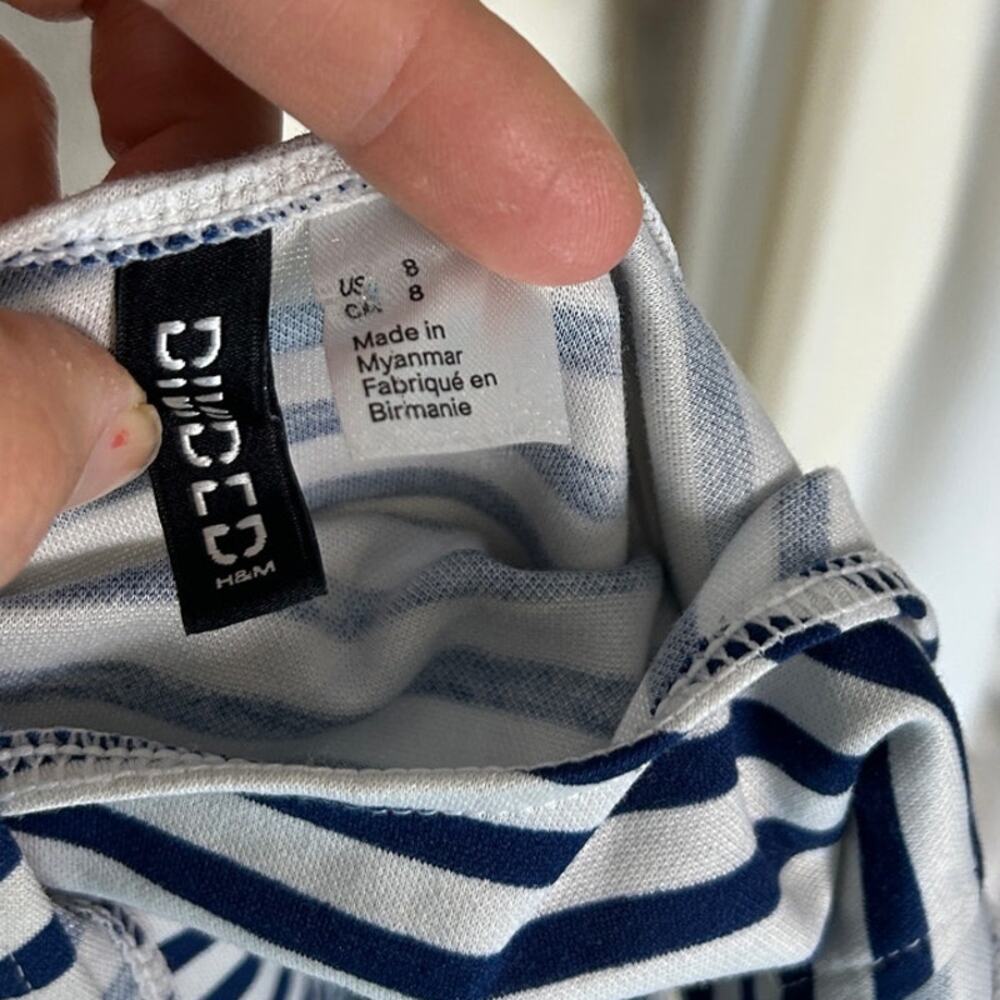 DIVIDED
H&M
US 8
CA 8
Made in
Myanmar
Fabriqué en
Birmanie